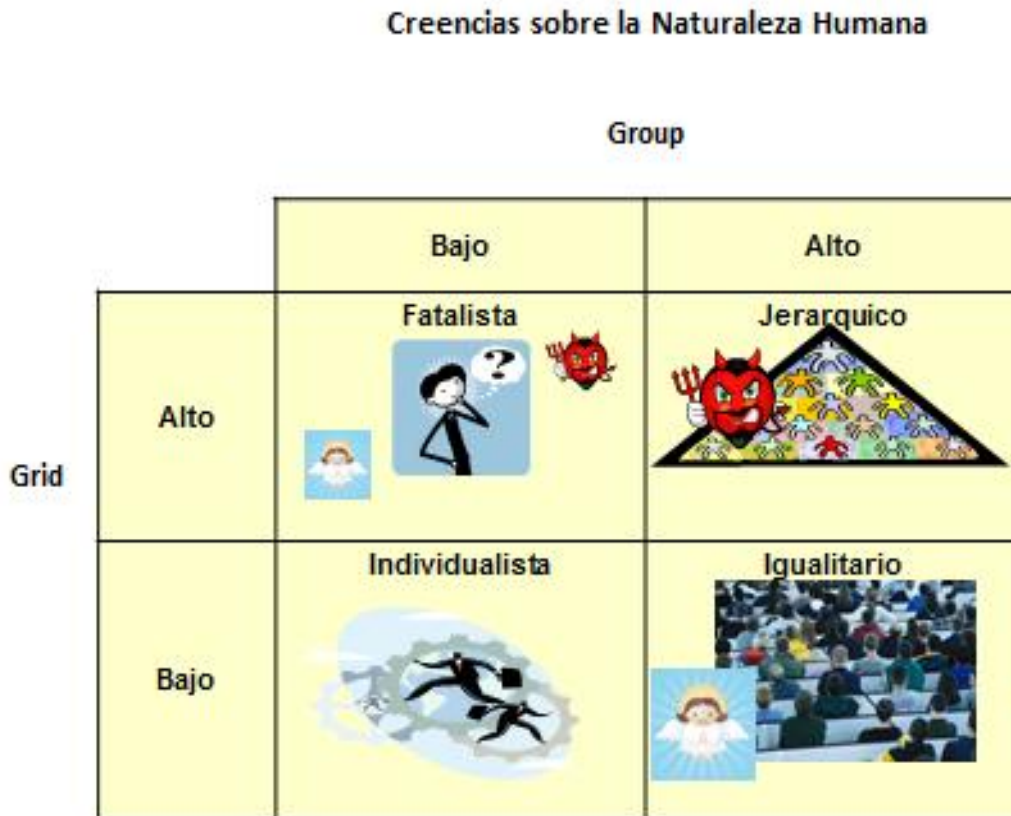 Creencias sobre la Naturaleza Humana
Group
Bajo
Alto
Fatalista
Jerarquico
?
Alto
Grid
Individualista
Igualitario
Bajo